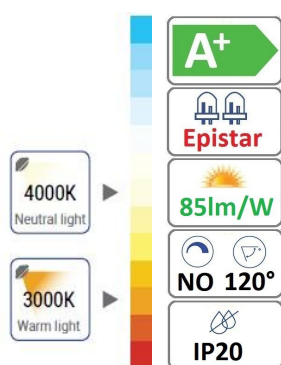 A+
Epistar
4000K
Neutral light
85lm/W
NO 120°
3000K
Warm light
IP20